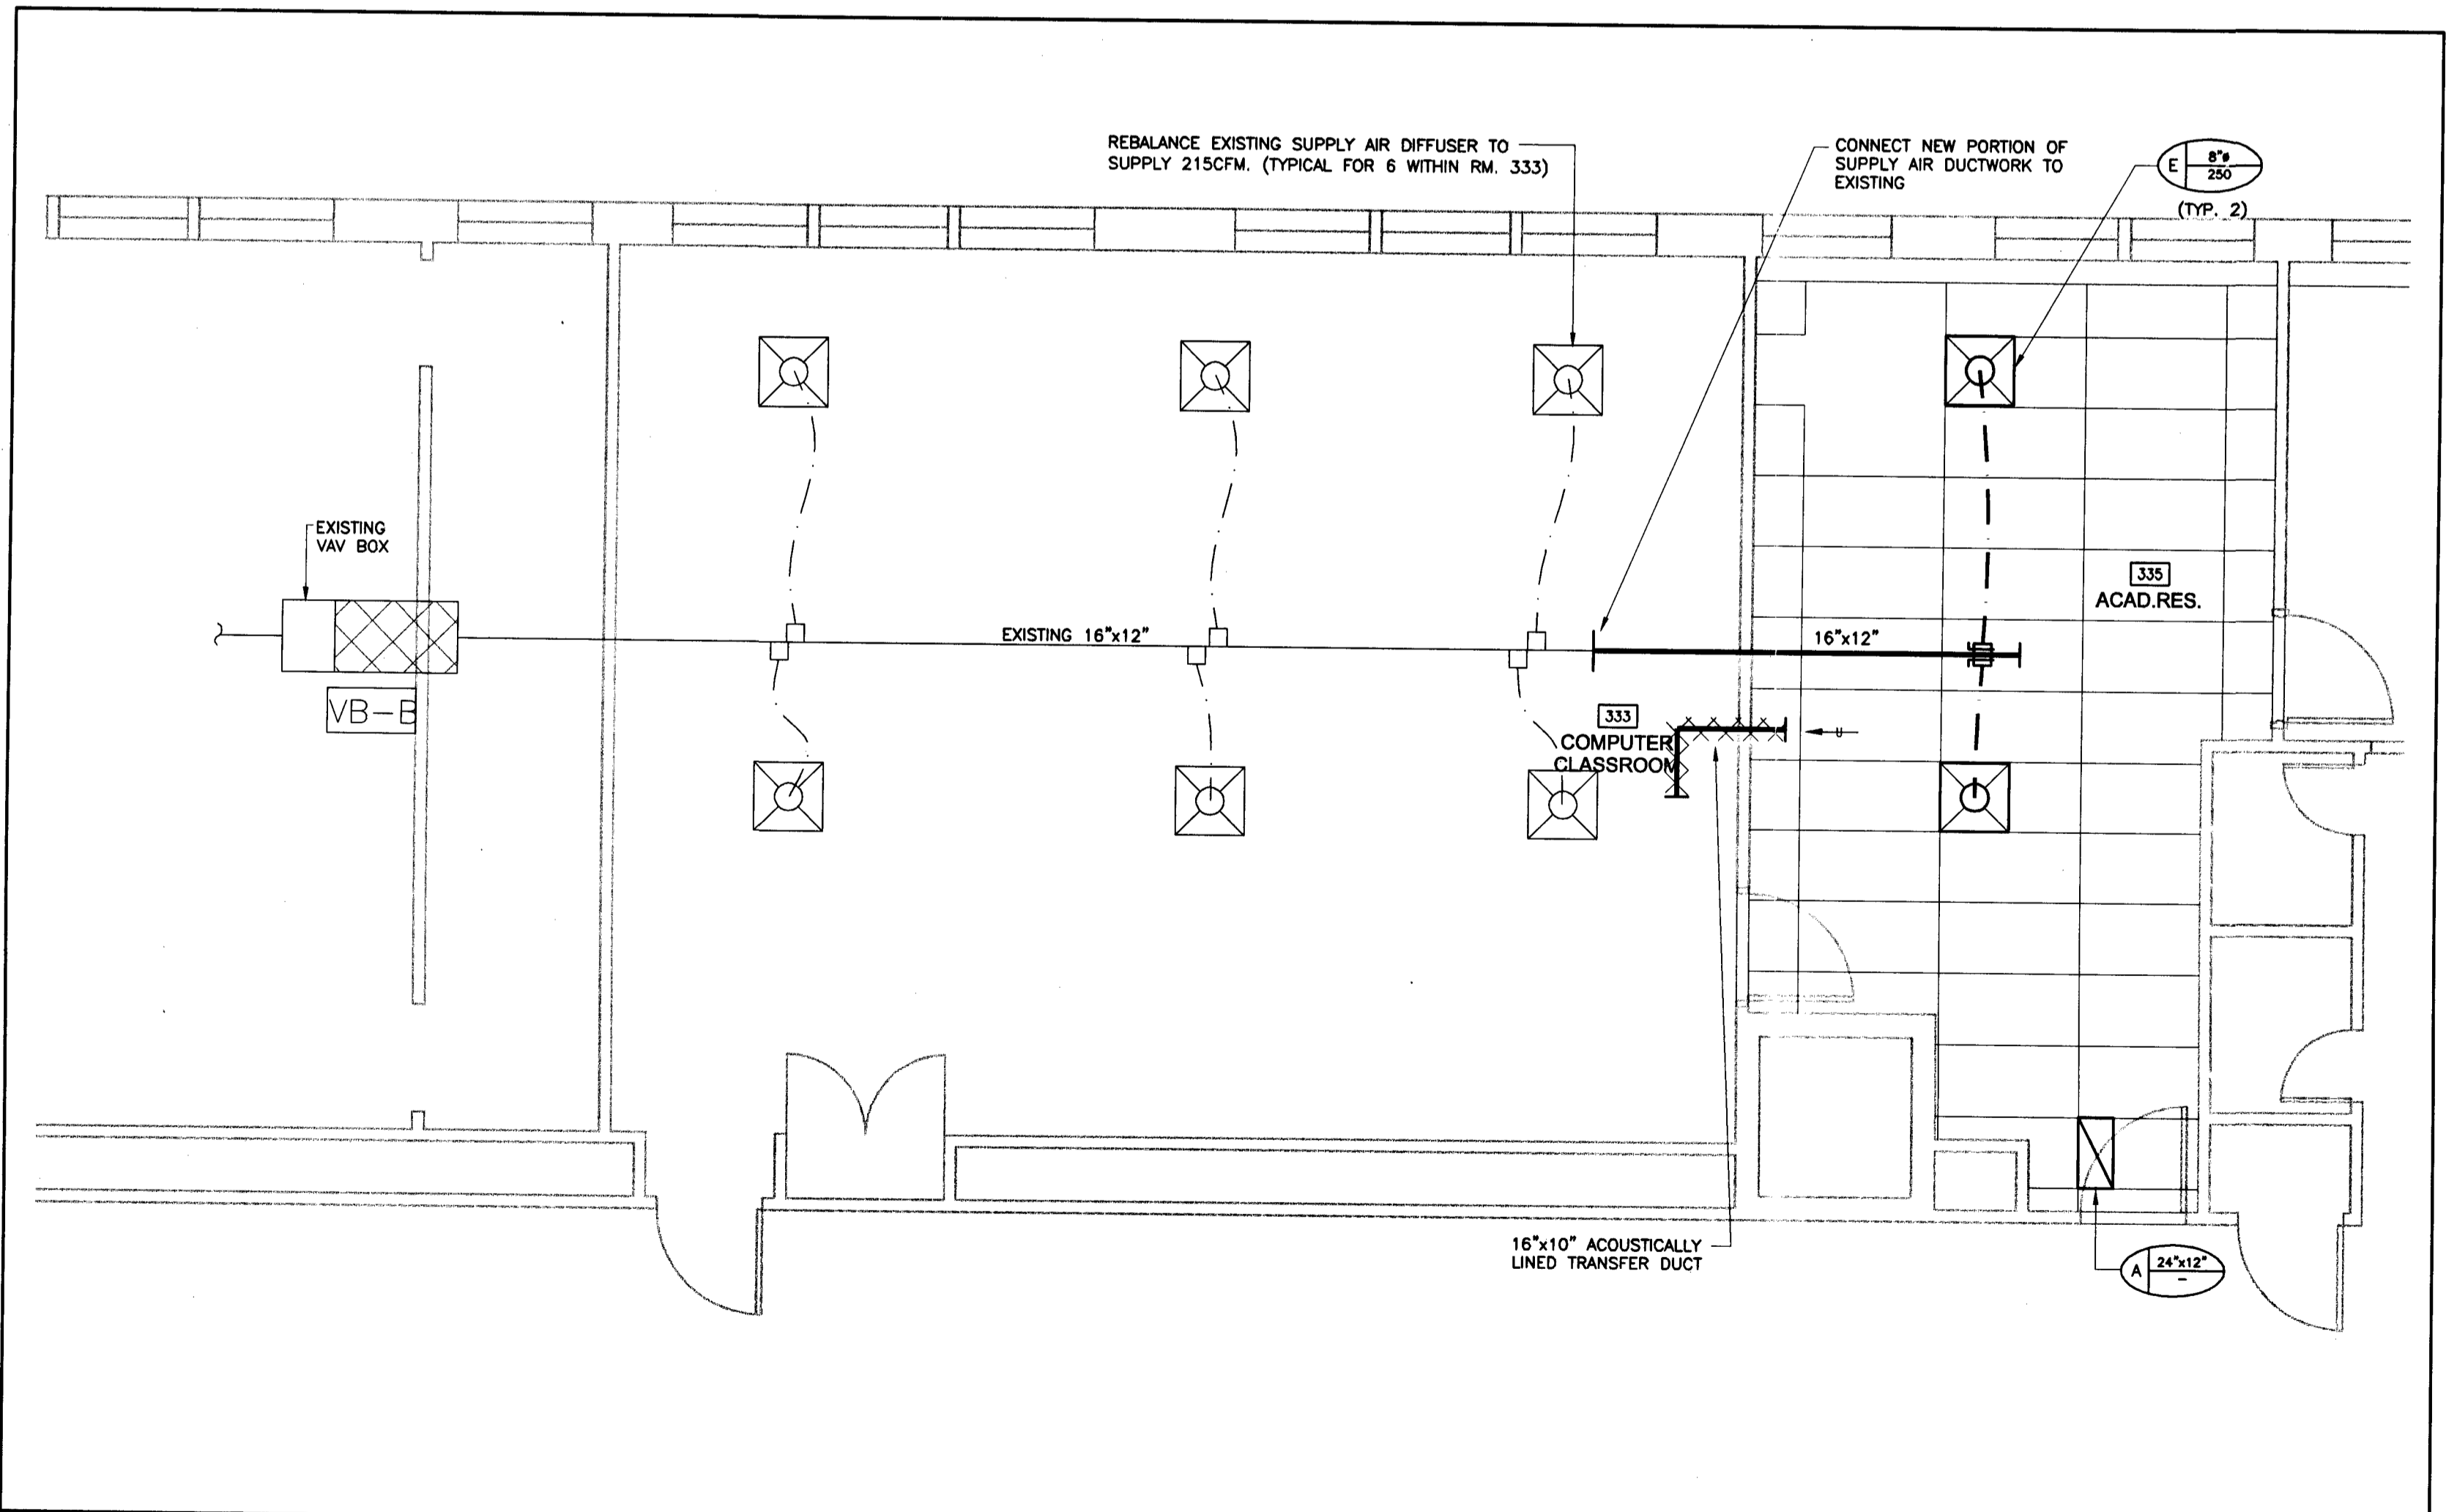 REBALANCE EXISTING SUPPLY AIR DIFFUSER TO
SUPPLY 215CFM. (TYPICAL FOR 6 WITHIN RM. 333)
CONNECT NEW PORTION OF
SUPPLY AIR DUCTWORK TO
EXISTING
E
8"ø
250
(TYP. 2)
EXISTING
VAV BOX
VB-B
EXISTING 16"x12"
16"x12"
335
ACAD.RES.
333
COMPUTER
CLASSROOM
U
16"x10" ACOUSTICALLY
LINED TRANSFER DUCT
A
24"x12"
-